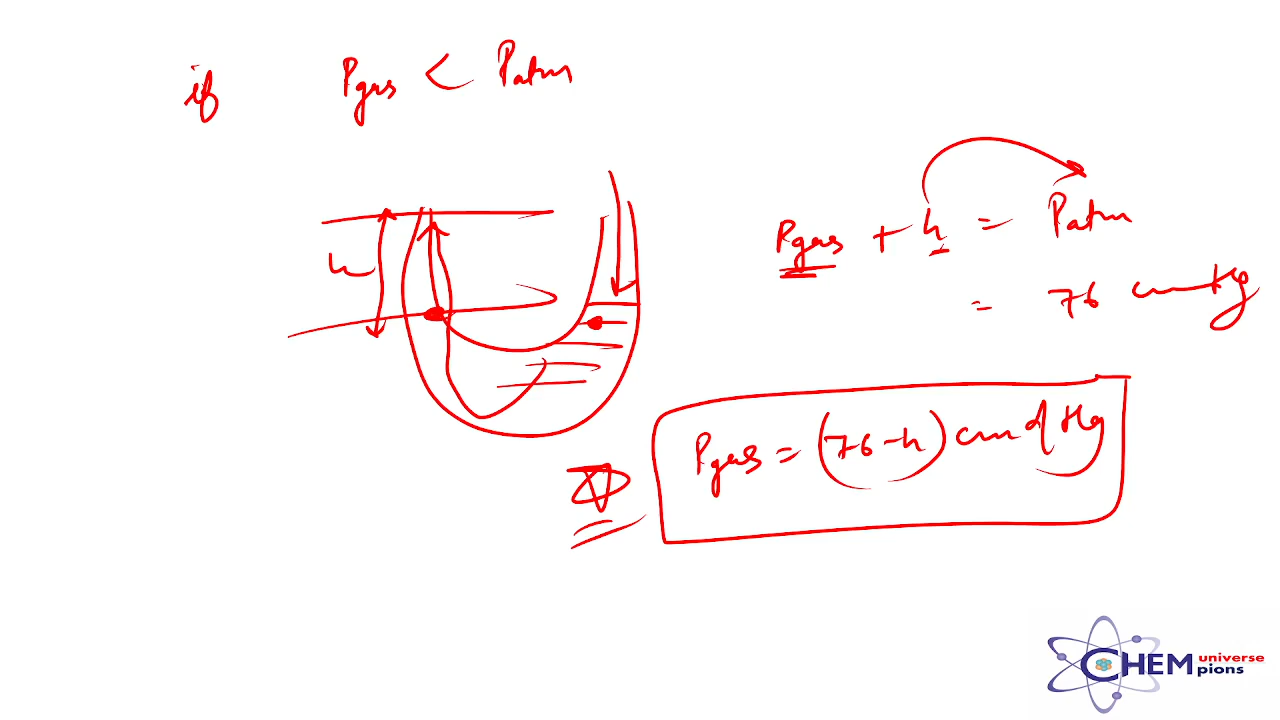 if Pgas < Patm
h
Pgas + h = Patm
= 76 cm Hg
Pgas = (76 - h) cm of Hg
CHEM universe
pions